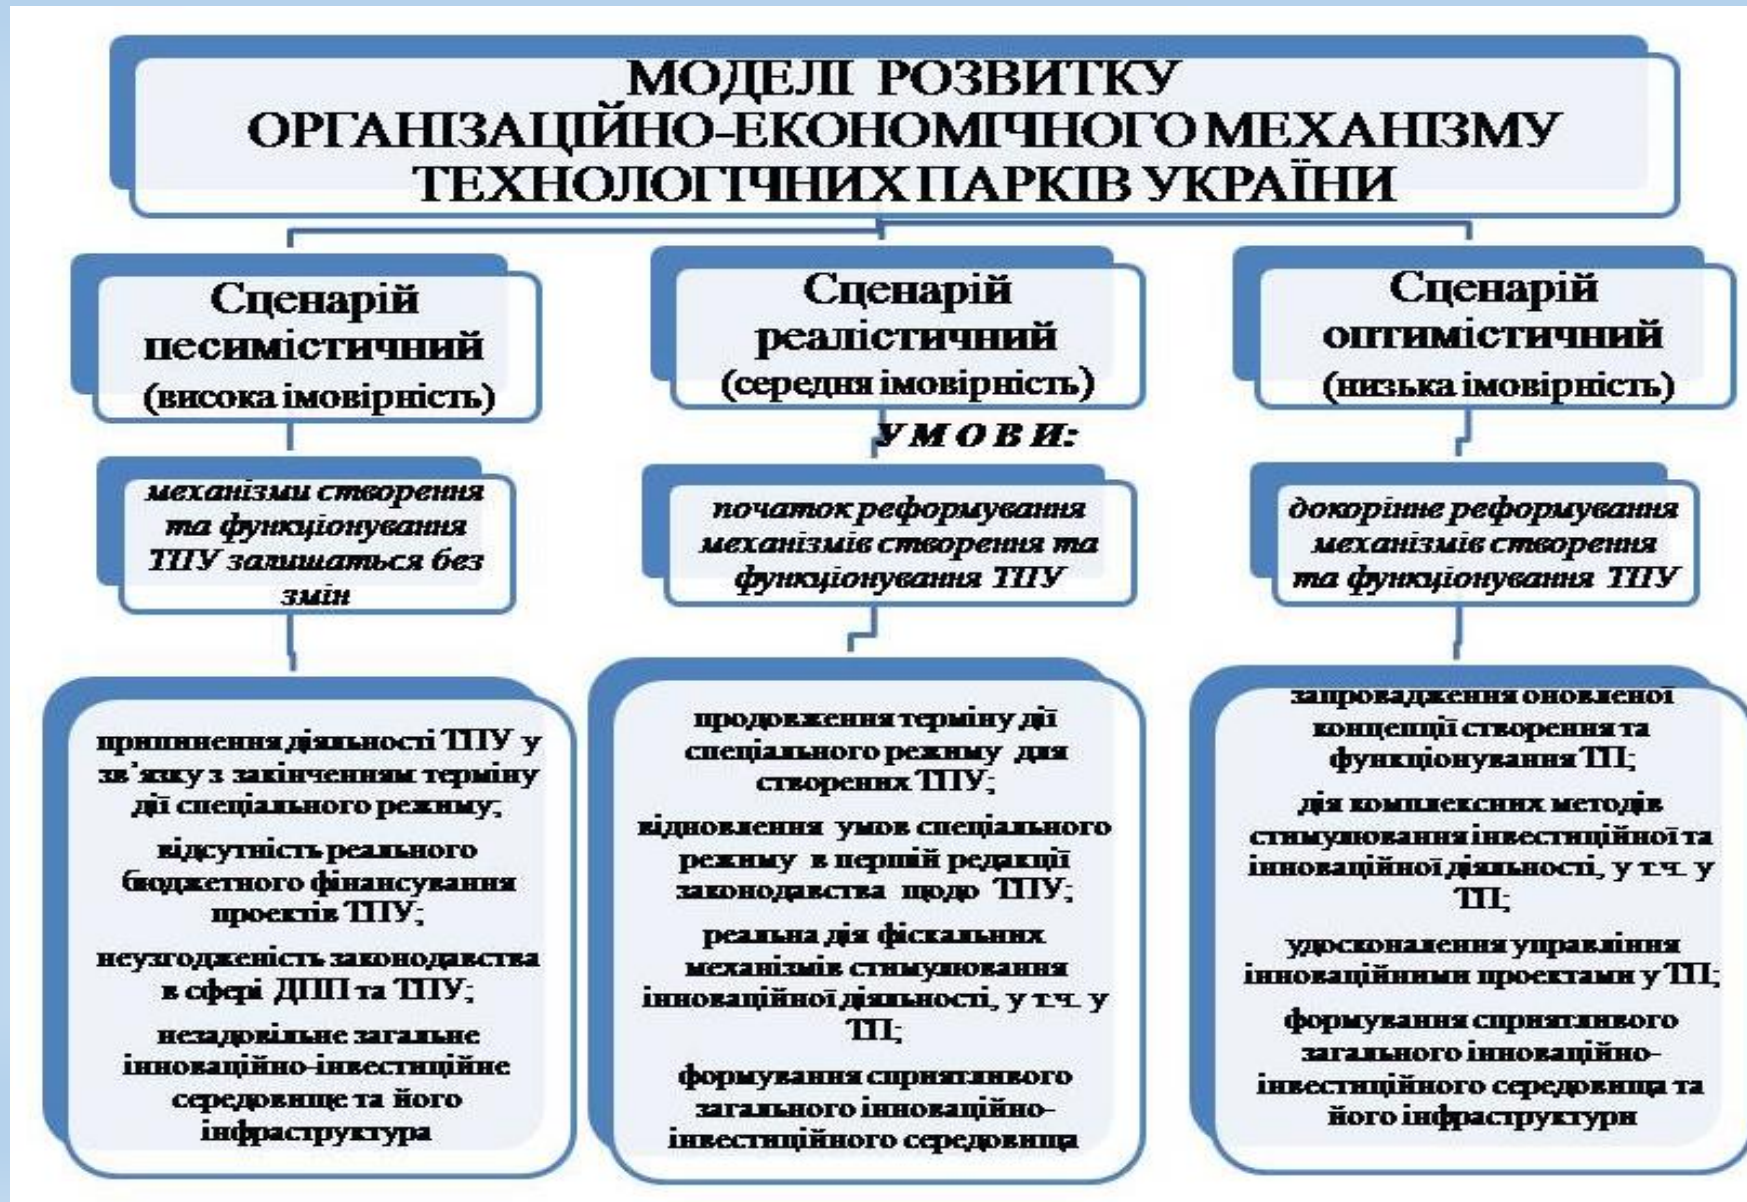 МОДЕЛІ РОЗВИТКУ
ОРГАНІЗАЦІЙНО-ЕКОНОМІЧНОГО МЕХАНІЗМУ
ТЕХНОЛОГІЧНИХ ПАРКІВ УКРАЇНИ
Сценарій
песимістичний
(висока імовірність)
Сценарій
реалістичний
(середня імовірність)
Сценарій
оптимістичний
(низька імовірність)
У М О В И:
механізми створення
та функціонування
ТПУ залишаться без
змін
початок реформування
механізмів створення та
функціонування ТПУ
докорінне реформування
механізмів створення
та функціонування ТПУ
припинення діяльності ТПУ у
зв’язку з закінченням терміну
дії спеціального режиму;
відсутність реального
бюджетного фінансування
проектів ТПУ;
неузгодженість законодавства
в сфері ДПП та ТПУ;
незадовільне загальне
інноваційно-інвестиційне
середовище та його
інфраструктура
продовження терміну дії
спеціального режиму для
створених ТПУ;
відновлення умов спеціального
режиму в першій редакції
законодавства щодо ТПУ;
реальна дія фіскальних
механізмів стимулювання
інноваційної діяльності, у т.ч. у
ТП;
формування сприятливого
загального інноваційно-
інвестиційного середовища
запровадження оновленої
концепції створення та
функціонування ТП;
дія комплексних методів
стимулювання інвестиційної та
інноваційної діяльності, у т.ч. у
ТП;
удосконалення управління
інноваційними проектами у ТП;
формування сприятливого
загального інноваційно-
інвестиційного середовища та
його інфраструктури